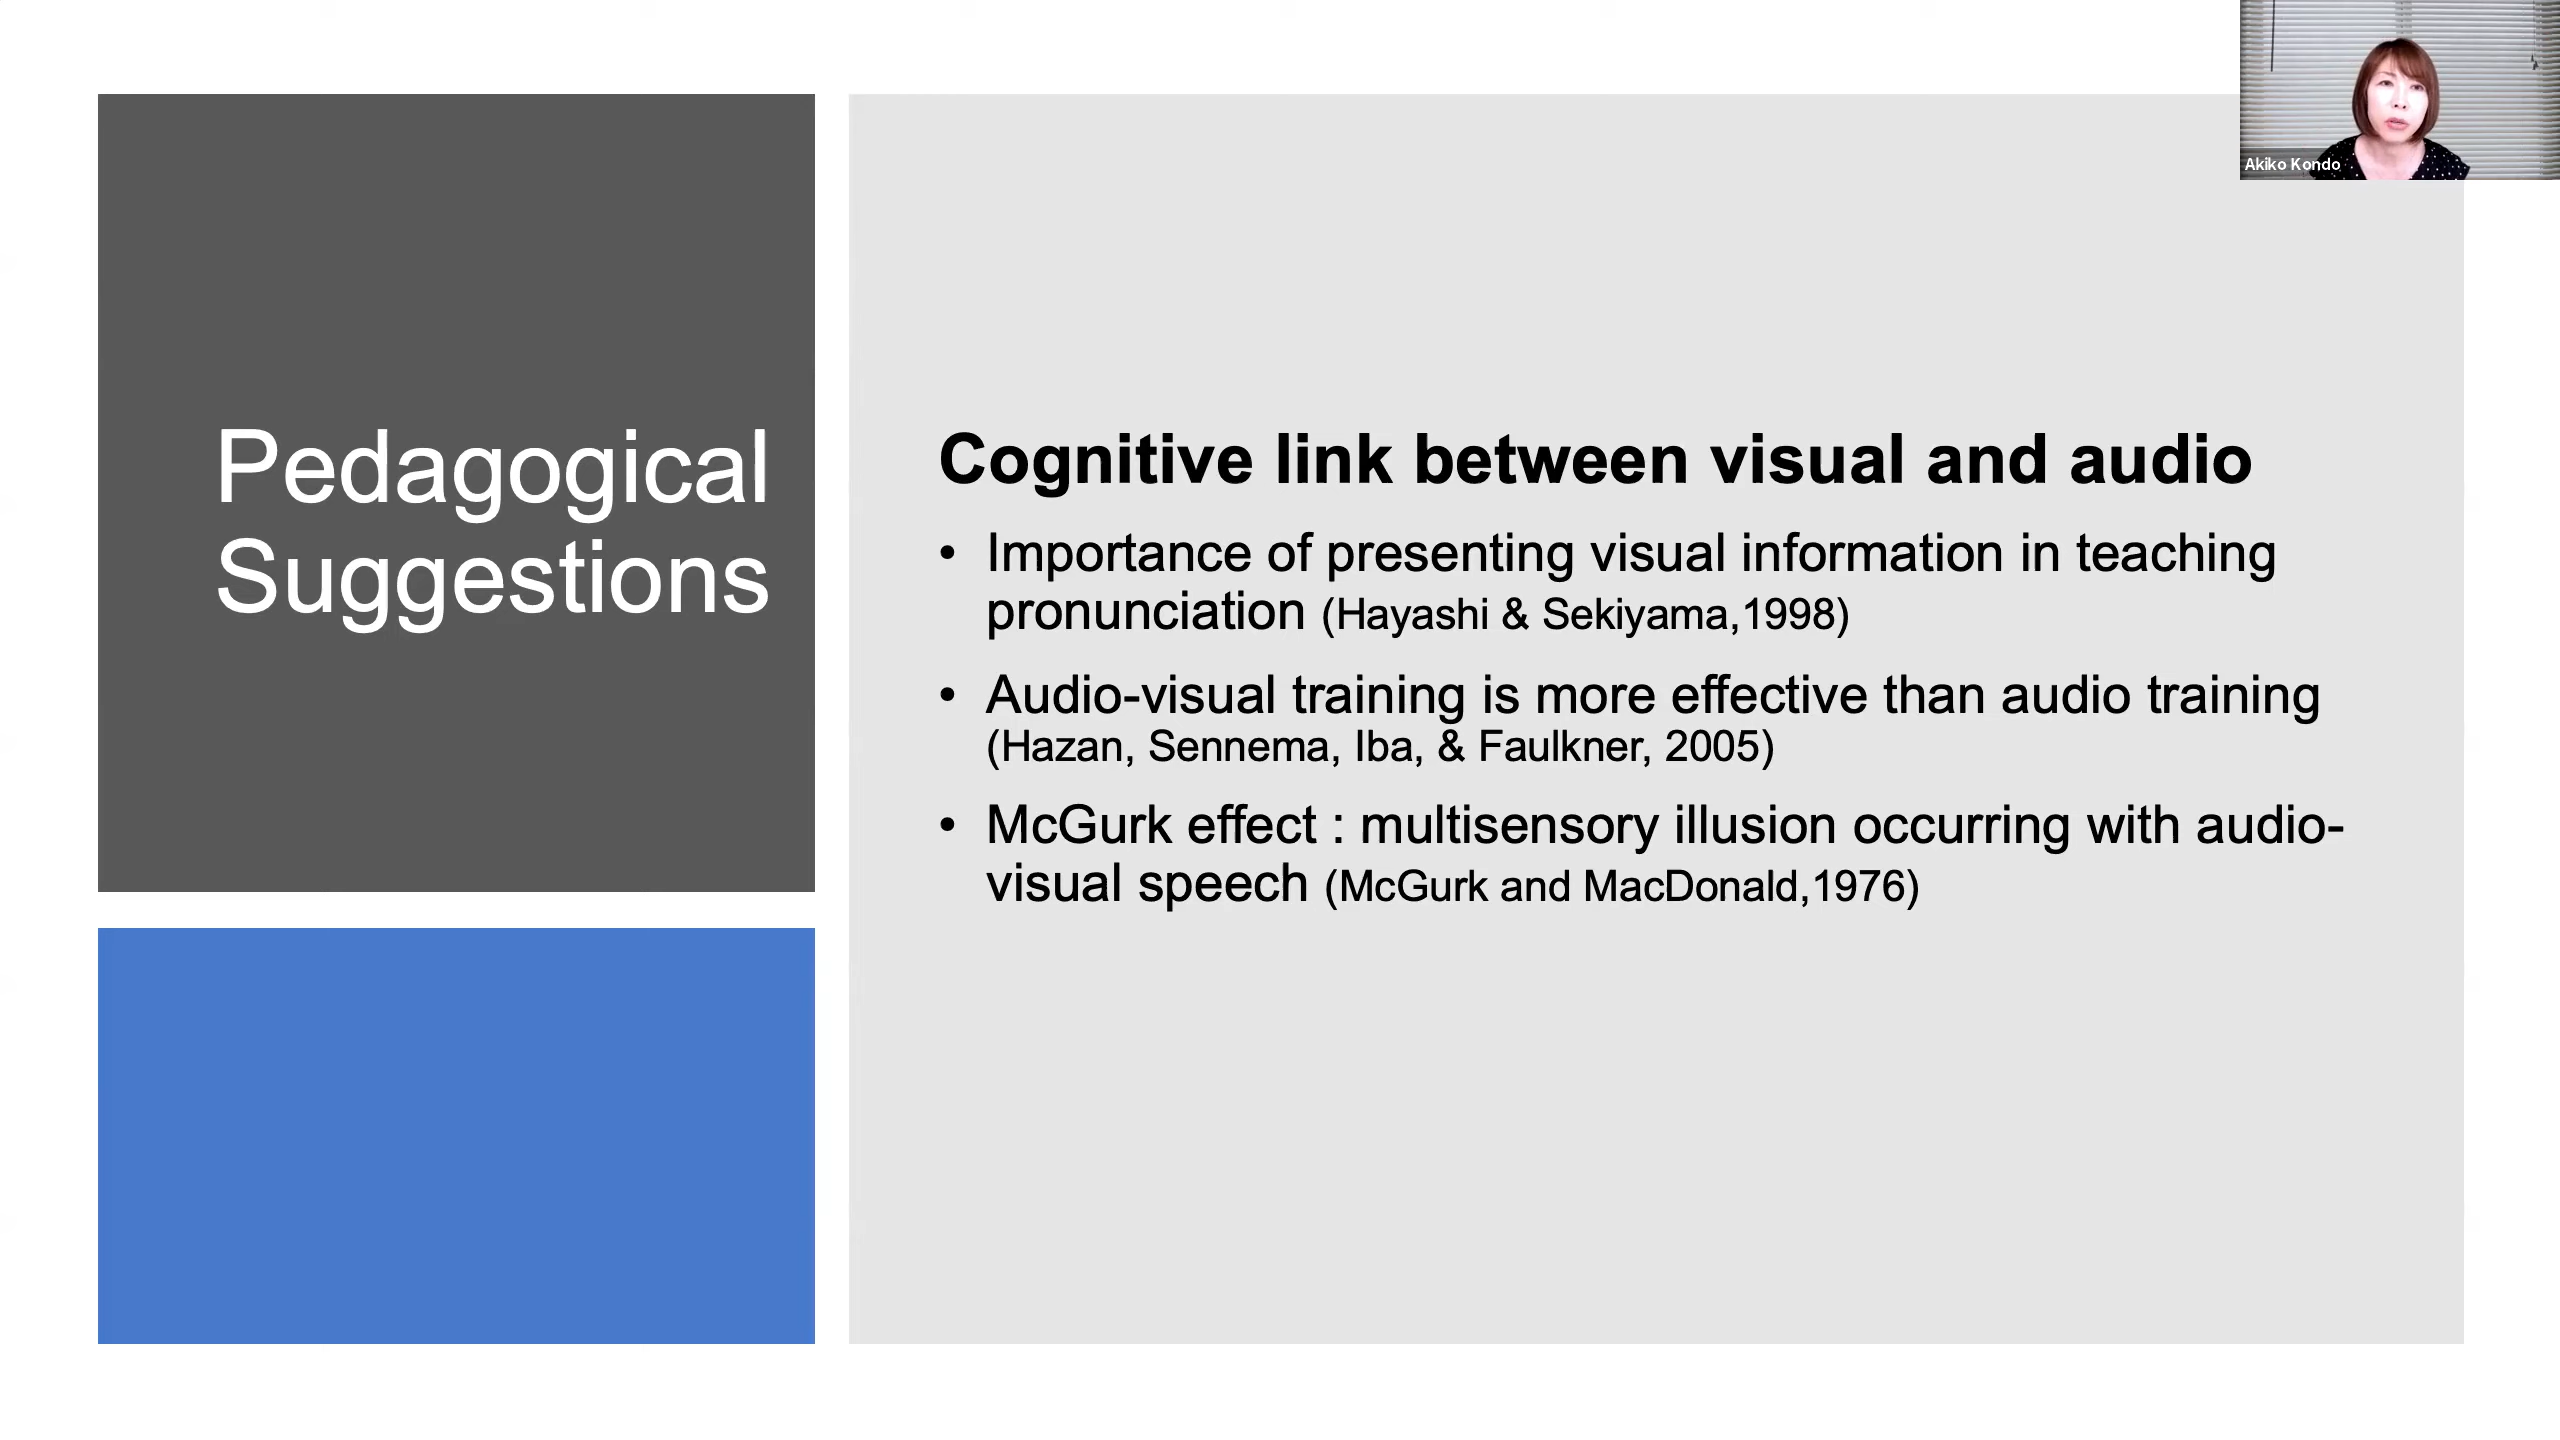 Pedagogical
Suggestions
Cognitive link between visual and audio
• Importance of presenting visual information in teaching
pronunciation (Hayashi & Sekiyama,1998)
• Audio-visual training is more effective than audio training
(Hazan, Sennema, Iba, & Faulkner, 2005)
• McGurk effect : multisensory illusion occurring with audio-
visual speech (McGurk and MacDonald,1976)
Akiko Kondo